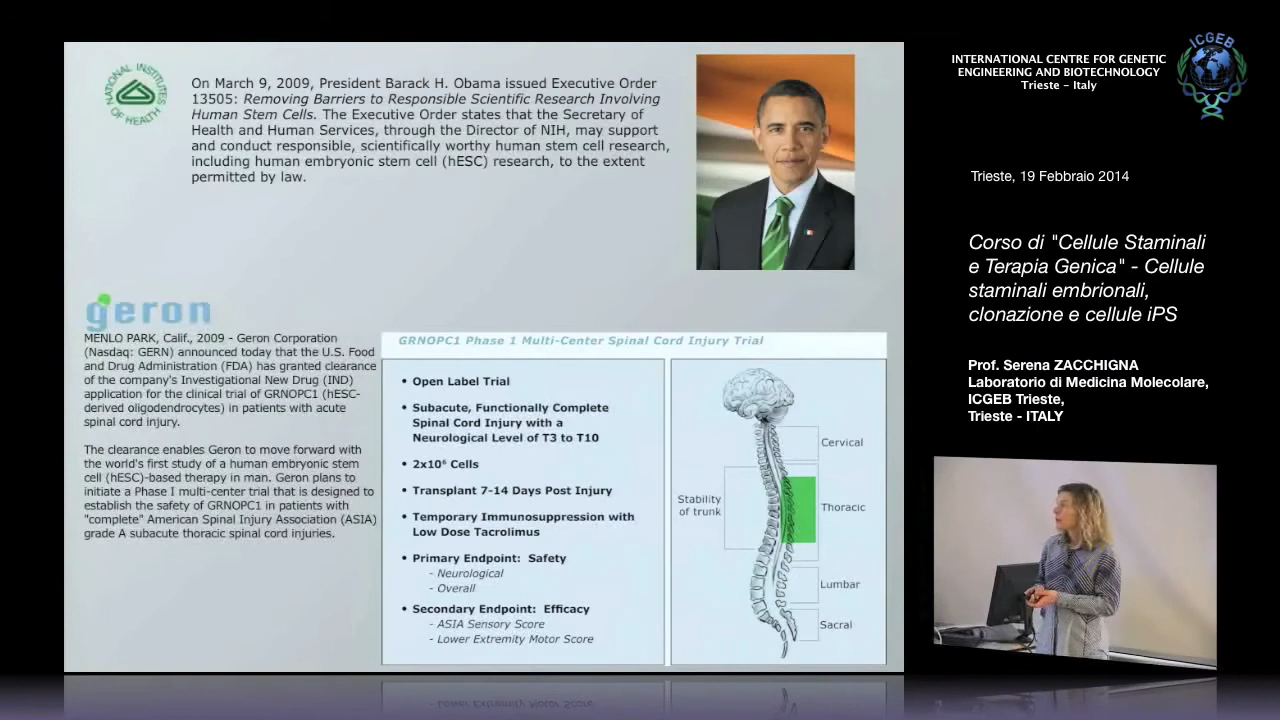 NATIONAL INSTITUTES OF HEALTH
On March 9, 2009, President Barack H. Obama issued Executive Order
13505: Removing Barriers to Responsible Scientific Research Involving
Human Stem Cells. The Executive Order states that the Secretary of
Health and Human Services, through the Director of NIH, may support
and conduct responsible, scientifically worthy human stem cell research,
including human embryonic stem cell (hESC) research, to the extent
permitted by law.
geron
MENLO PARK, Calif., 2009 - Geron Corporation
(Nasdaq: GERN) announced today that the U.S. Food
and Drug Administration (FDA) has granted clearance
of the company's Investigational New Drug (IND)
application for the clinical trial of GRNOPC1 (hESC-
derived oligodendrocytes) in patients with acute
spinal cord injury.
The clearance enables Geron to move forward with
the world's first study of a human embryonic stem
cell (hESC)-based therapy in man. Geron plans to
initiate a Phase I multi-center trial that is designed to
establish the safety of GRNOPC1 in patients with
"complete" American Spinal Injury Association (ASIA)
grade A subacute thoracic spinal cord injuries.
GRNOPC1 Phase 1 Multi-Center Spinal Cord Injury Trial
• Open Label Trial
• Subacute, Functionally Complete
Spinal Cord Injury with a
Neurological Level of T3 to T10
• 2x10⁶ Cells
• Transplant 7-14 Days Post Injury
• Temporary Immunosuppression with
Low Dose Tacrolimus
• Primary Endpoint: Safety
- Neurological
- Overall
• Secondary Endpoint: Efficacy
- ASIA Sensory Score
- Lower Extremity Motor Score
Cervical
Stability
of trunk
Thoracic
Lumbar
Sacral
INTERNATIONAL CENTRE FOR GENETIC
ENGINEERING AND BIOTECHNOLOGY
Trieste - Italy
ICGEB
Trieste, 19 Febbraio 2014
Corso di "Cellule Staminali
e Terapia Genica" - Cellule
staminali embrionali,
clonazione e cellule iPS
Prof. Serena ZACCHIGNA
Laboratorio di Medicina Molecolare,
ICGEB Trieste,
Trieste - ITALY